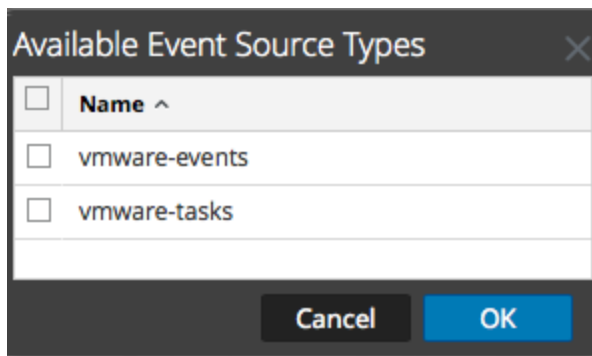 Available Event Source Types
Name
vmware-events
vmware-tasks
Cancel OK